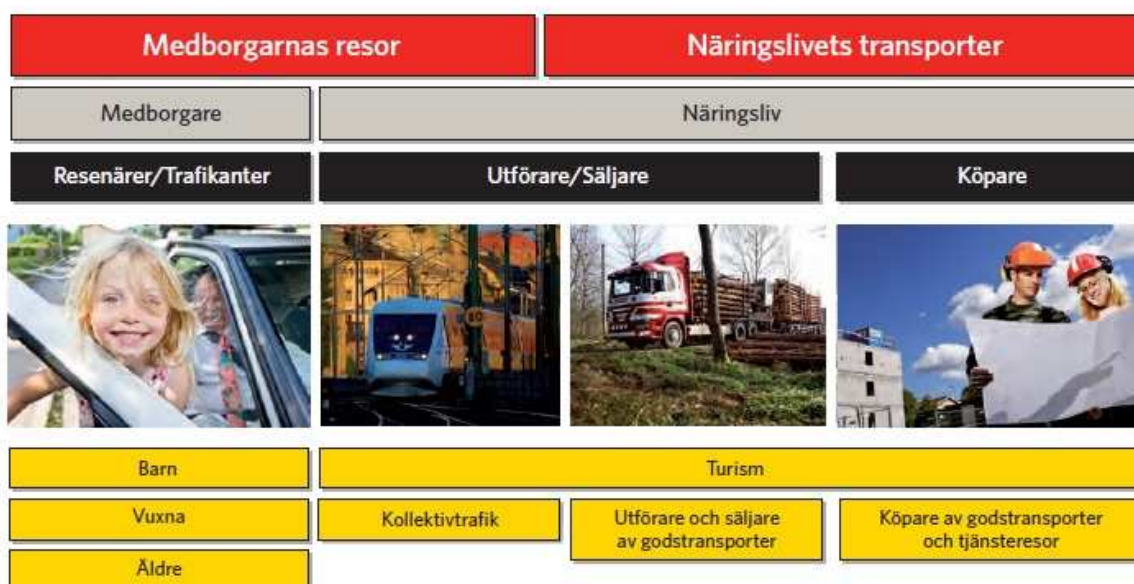 Medborgarnas resor
Näringslivets transporter
Medborgare
Näringsliv
Resenärer/Trafikanter
Utförare/Säljare
Köpare
Barn
Turism
Vuxna
Kollektivtrafik
Utförare och säljare
av godstransporter
Köpare av godstransporter
och tjänsteresor
Äldre